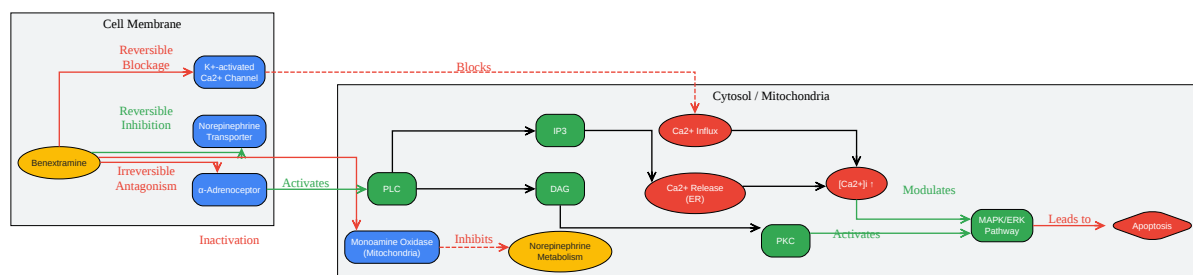 Cell Membrane
Reversible
Blockage
K+-activated
Ca2+ Channel
Blocks
Cytosol / Mitochondria
Reversible
Inhibition
Norepinephrine
Transporter
IP3
Ca2+ Influx
Benextramine
Irreversible
Antagonism
α-Adrenoceptor
Activates
PLC
DAG
Ca2+ Release
(ER)
[Ca2+]i ↑
Modulates
MAPK/ERK
Pathway
Leads to
Apoptosis
Inactivation
Monoamine Oxidase
(Mitochondria)
Inhibits
Norepinephrine
Metabolism
PKC
Activates